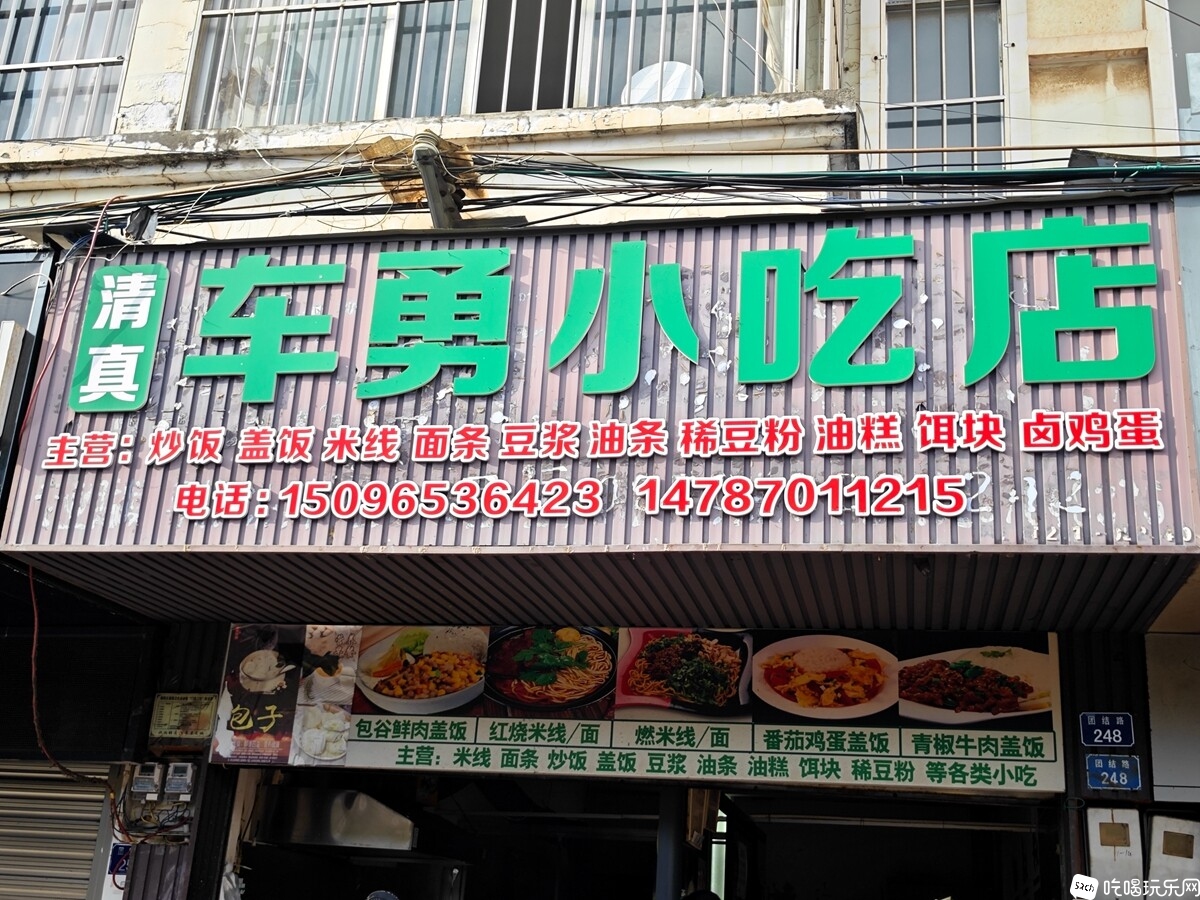 清真
车勇小吃店
主营：炒饭 盖饭 米线 面条 豆浆 油条 稀豆粉 油糕 饵块 卤鸡蛋
电话：15096536423 14787011215
包子
包谷鲜肉盖饭 红烧米线/面 燃米线/面 番茄鸡蛋盖饭 青椒牛肉盖饭
主营：米线 面条 炒饭 盖饭 豆浆 油条 油糕 饵块 稀豆粉 等各类小吃
团结路
248
团结路
248
吃喝玩乐网